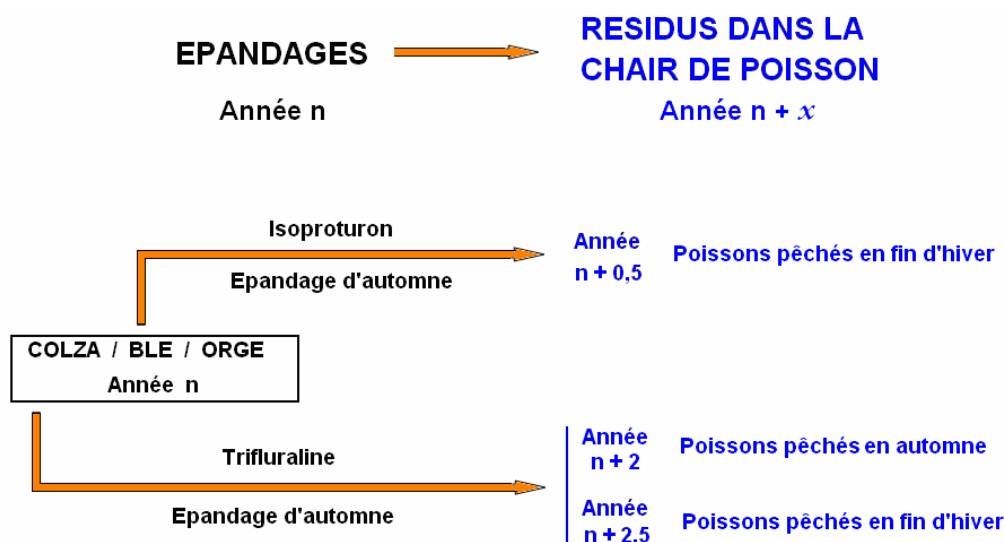 EPANDAGES
RESIDUS DANS LA
CHAIR DE POISSON
Année n
Année n + x
Isoproturon
Epandage d'automne
Année
n + 0,5
Poissons pêchés en fin d'hiver
COLZA / BLE / ORGE
Année n
Trifluraline
Epandage d'automne
Année
n + 2
Poissons pêchés en automne
Année
n + 2,5
Poissons pêchés en fin d'hiver